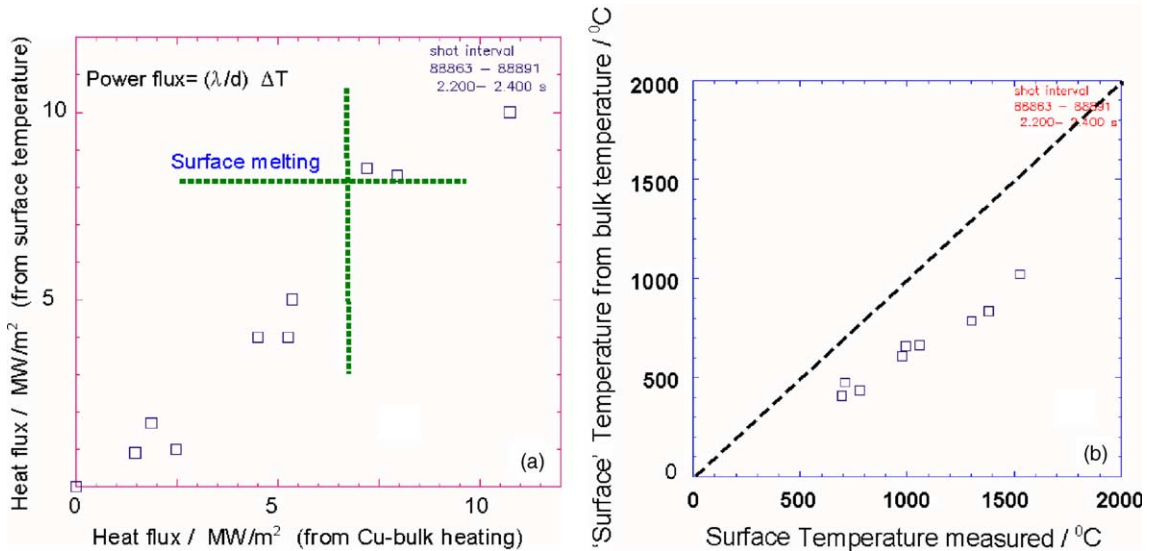 Heat flux / MW/m² (from surface temperature)
10
5
Power flux= (λ/d) ΔT
shot interval
88863 – 88891
2.200– 2.400 s
Surface melting
(a)
0
5
10
Heat flux / MW/m² (from Cu-bulk heating)
'Surface' Temperature from bulk temperature / ⁰C
2000
1500
1000
500
0
shot interval
88863 – 88891
2.200– 2.400 s
(b)
0
500
1000
1500
2000
Surface Temperature measured / ⁰C